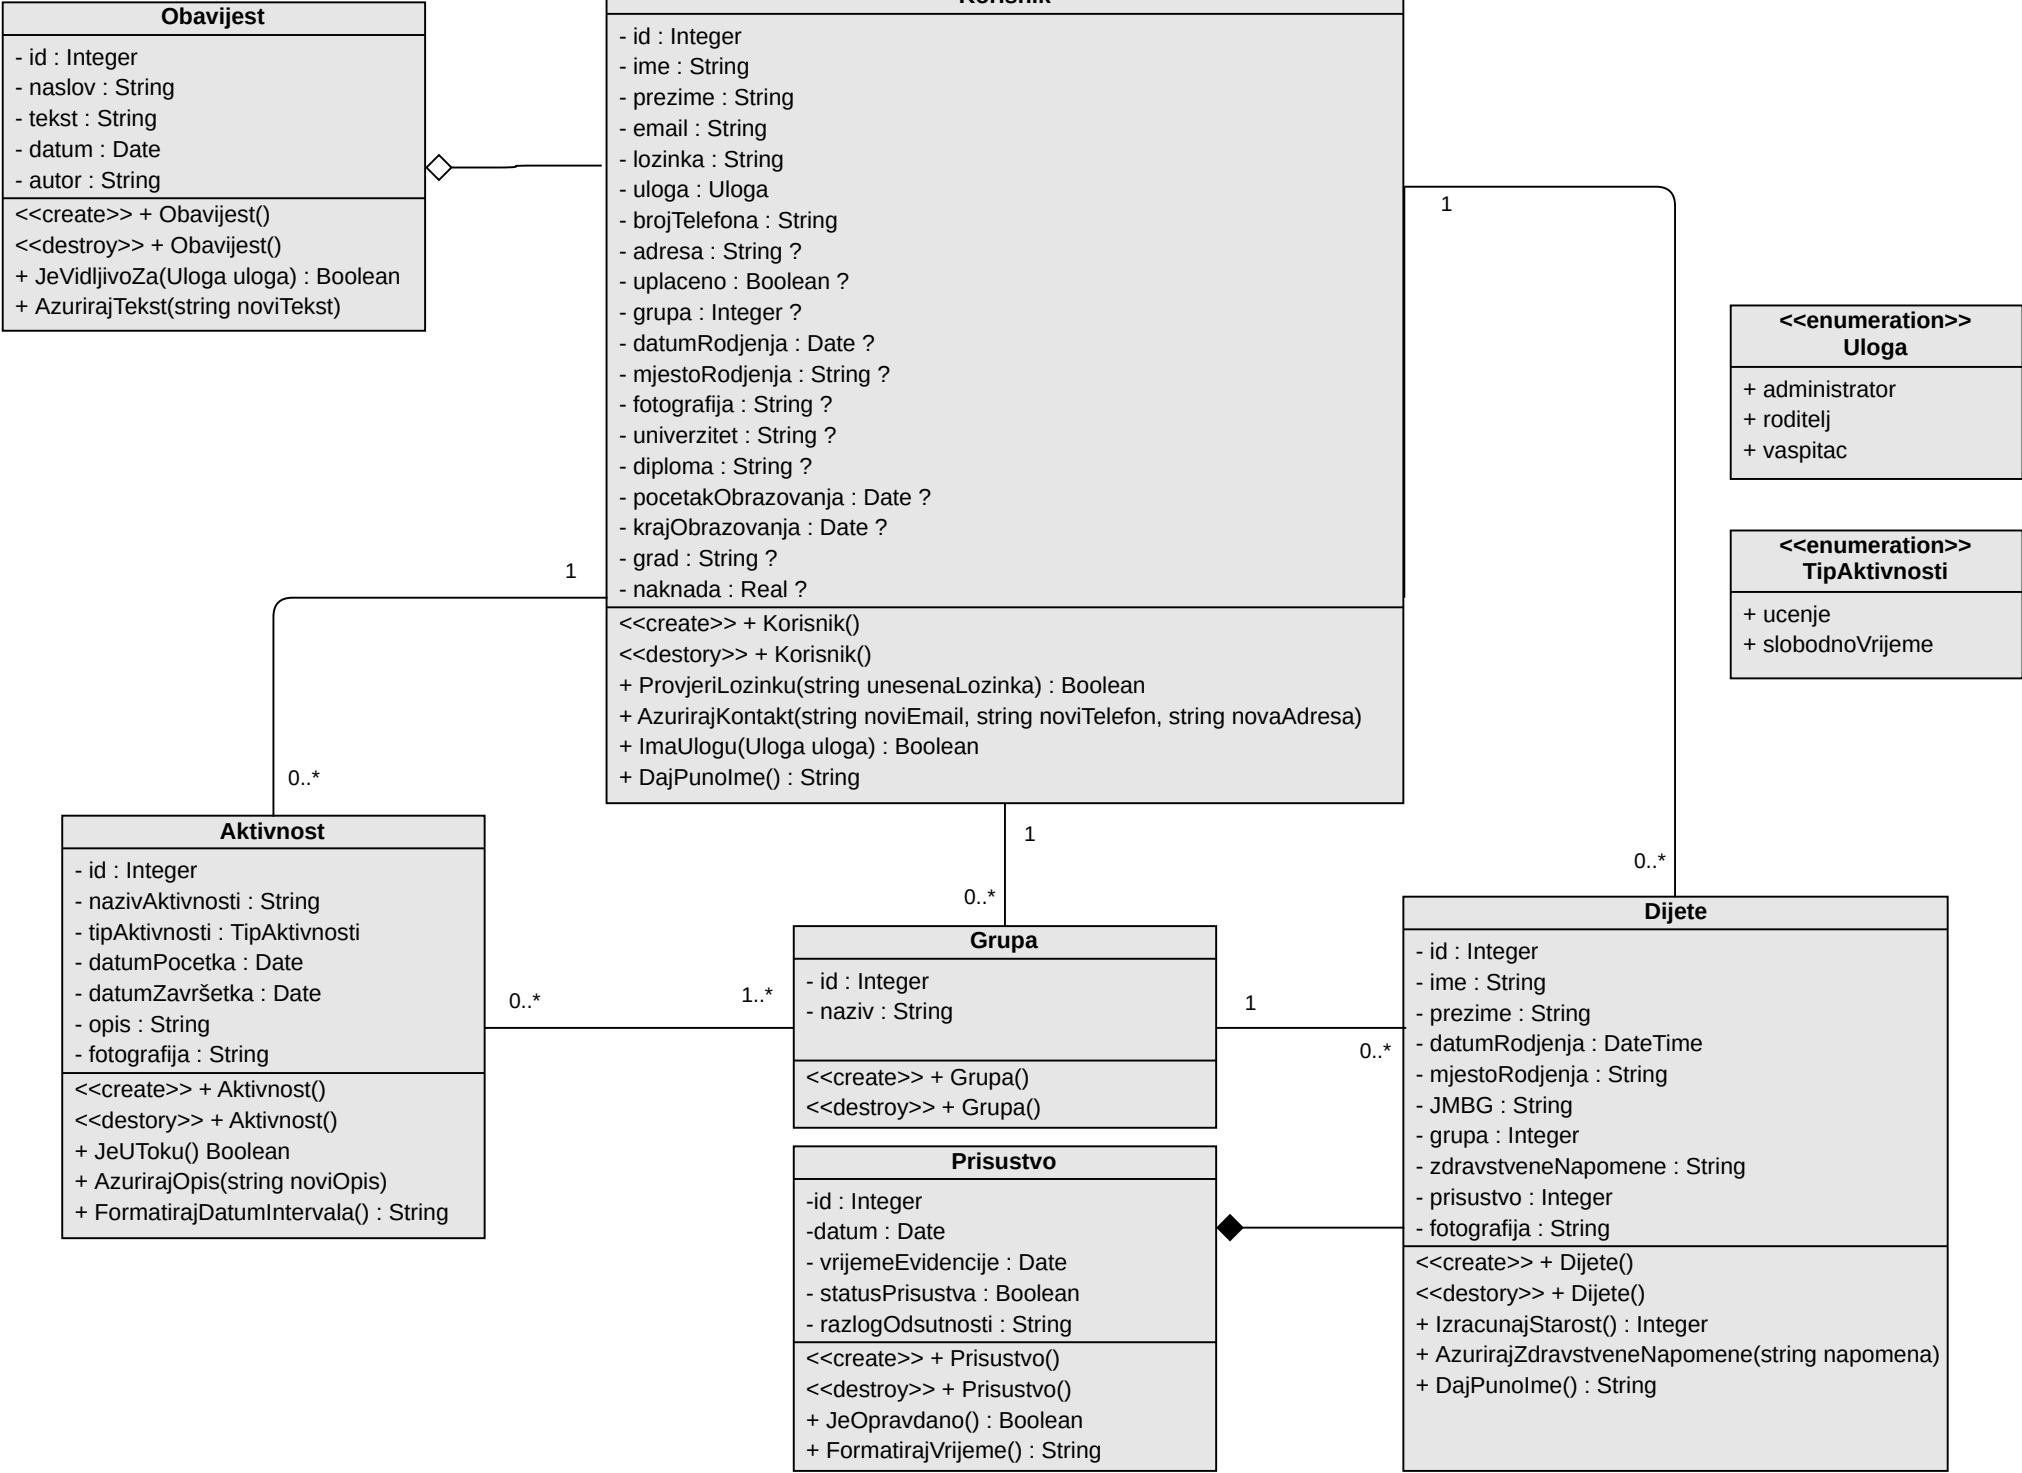 Obavijest
- id : Integer
- naslov : String
- tekst : String
- datum : Date
- autor : String
<<create>> + Obavijest()
<<destroy>> + Obavijest()
+ JeVidljivoZa(Uloga uloga) : Boolean
+ AzurirajTekst(string noviTekst)
Korisnik
- id : Integer
- ime : String
- prezime : String
- email : String
- lozinka : String
- uloga : Uloga
- brojTelefona : String
- adresa : String ?
- uplaceno : Boolean ?
- grupa : Integer ?
- datumRodjenja : Date ?
- mjestoRodjenja : String ?
- fotografija : String ?
- univerzitet : String ?
- diploma : String ?
- pocetakObrazovanja : Date ?
- krajObrazovanja : Date ?
- grad : String ?
- naknada : Real ?
<<create>> + Korisnik()
<<destory>> + Korisnik()
+ ProvjeriLozinku(string unesenaLozinka) : Boolean
+ AzurirajKontakt(string noviEmail, string noviTelefon, string novaAdresa)
+ ImaUlogu(Uloga uloga) : Boolean
+ DajPunoIme() : String
1
<<enumeration>>
Uloga
+ administrator
+ roditelj
+ vaspitac
<<enumeration>>
TipAktivnosti
+ ucenje
+ slobodnoVrijeme
1
0..*
1
0..*
0..*
Aktivnost
- id : Integer
- nazivAktivnosti : String
- tipAktivnosti : TipAktivnosti
- datumPocetka : Date
- datumZavršetka : Date
- opis : String
- fotografija : String
<<create>> + Aktivnost()
<<destory>> + Aktivnost()
+ JeUToku() Boolean
+ AzurirajOpis(string noviOpis)
+ FormatirajDatumIntervala() : String
0..*
1..*
Grupa
- id : Integer
- naziv : String
<<create>> + Grupa()
<<destroy>> + Grupa()
1
0..*
Prisustvo
-id : Integer
-datum : Date
- vrijemeEvidencije : Date
- statusPrisustva : Boolean
- razlogOdsutnosti : String
<<create>> + Prisustvo()
<<destroy>> + Prisustvo()
+ JeOpravdano() : Boolean
+ FormatirajVrijeme() : String
Dijete
- id : Integer
- ime : String
- prezime : String
- datumRodjenja : DateTime
- mjestoRodjenja : String
- JMBG : String
- grupa : Integer
- zdravstveneNapomene : String
- prisustvo : Integer
- fotografija : String
<<create>> + Dijete()
<<destory>> + Dijete()
+ IzracunajStarost() : Integer
+ AzurirajZdravstveneNapomene(string napomena)
+ DajPunoIme() : String